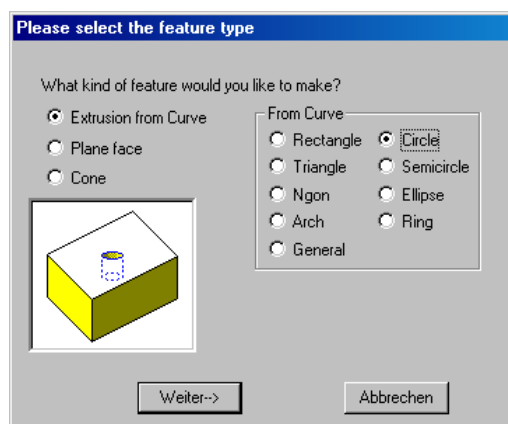 Please select the feature type
What kind of feature would you like to make?
Extrusion from Curve
Plane face
Cone
From Curve
Rectangle
Circle
Triangle
Semicircle
Ngon
Ellipse
Arch
Ring
General
Weiter-->
Abbrechen